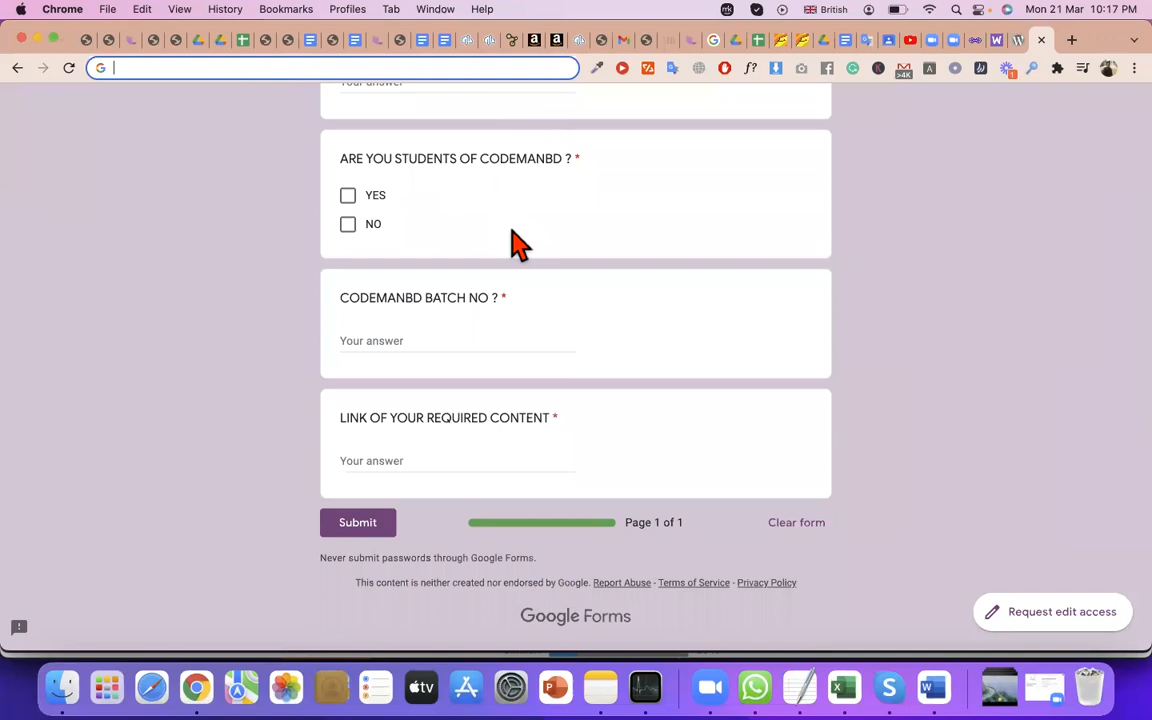 Chrome File Edit View History Bookmarks Profiles Tab Window Help British Mon 21 Mar 10:17 PM
Your answer
ARE YOU STUDENTS OF CODEMANBD ? *
YES
NO
CODEMANBD BATCH NO ? *
Your answer
LINK OF YOUR REQUIRED CONTENT *
Your answer
Submit Page 1 of 1 Clear form
Never submit passwords through Google Forms.
This content is neither created nor endorsed by Google. Report Abuse - Terms of Service - Privacy Policy
Google Forms
Request edit access